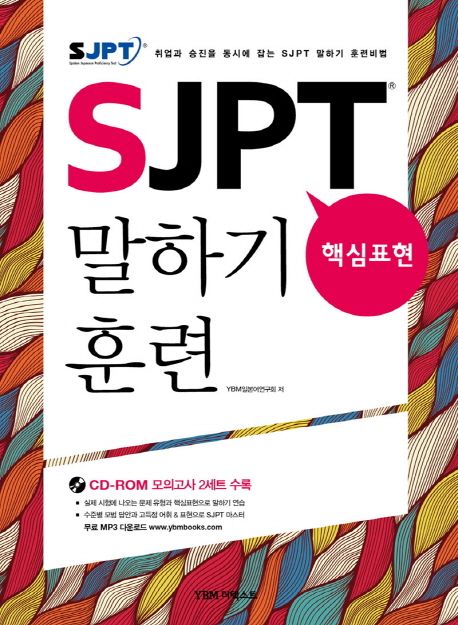 SJPT®
Spoken Japanese Proficiency Test
취업과 승진을 동시에 잡는 SJPT 말하기 훈련비법
SJPT®
말하기
핵심표현
훈련
YBM일본어연구회 저
CD-ROM 모의고사 2세트 수록
• 실제 시험에 나오는 문제 유형과 핵심표현으로 말하기 연습
• 수준별 모범 답안과 고득점 어휘 & 표현으로 SJPT 마스터
무료 MP3 다운로드 www.ybmbooks.com
YBM 더텍스트